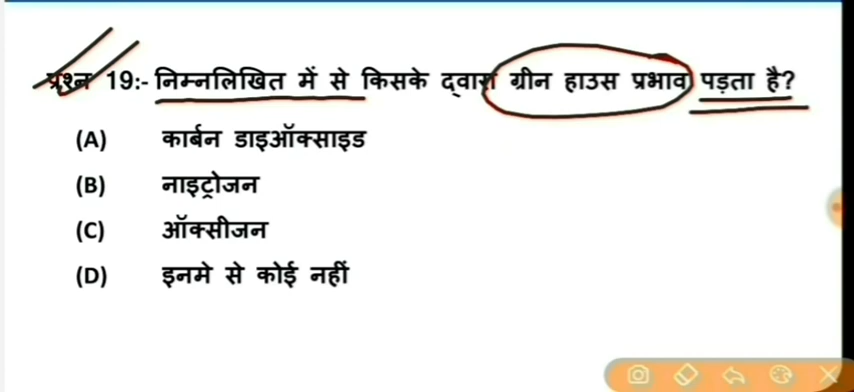 प्रश्न 19:- निम्नलिखित में से किसके द्वारा ग्रीन हाउस प्रभाव पड़ता है?
(A) कार्बन डाइऑक्साइड
(B) नाइट्रोजन
(C) ऑक्सीजन
(D) इनमे से कोई नहीं